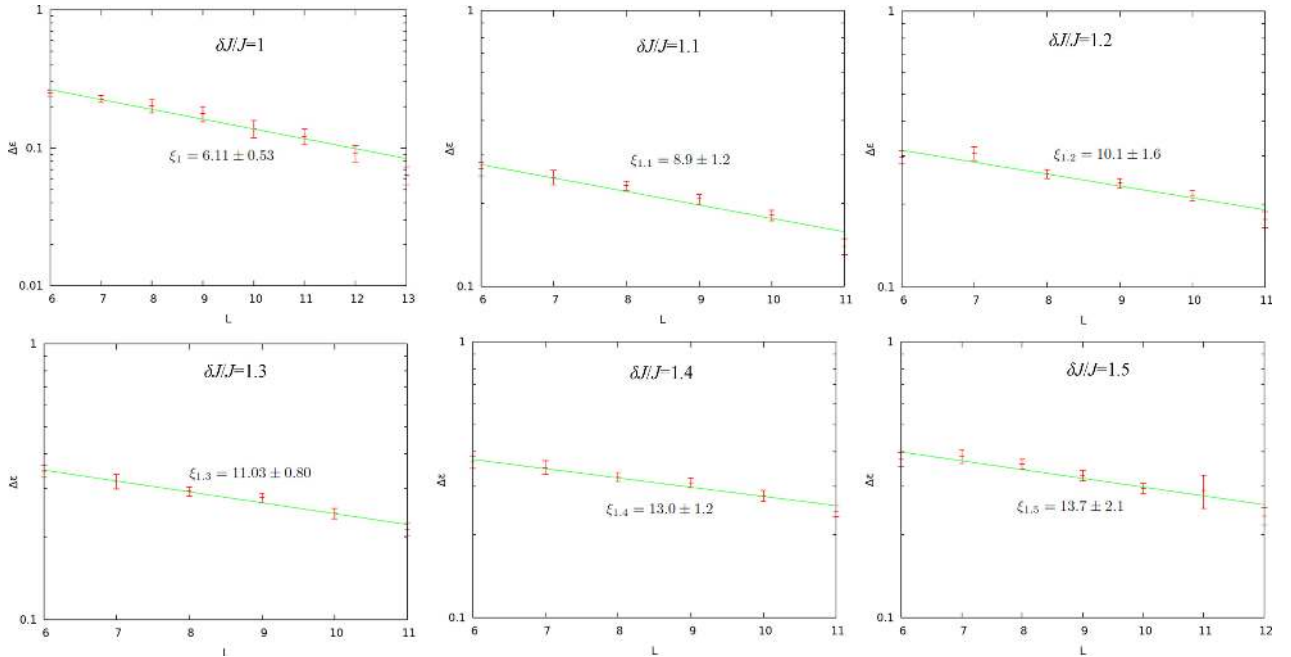 δJ/J=1
1
0.1
0.01
Δε
ξ₁ = 6.11 ± 0.53
6 7 8 9 10 11 12 13
L
δJ/J=1.1
1
0.1
Δε
ξ₁.₁ = 8.9 ± 1.2
6 7 8 9 10 11
L
δJ/J=1.2
1
0.1
Δε
ξ₁.₂ = 10.1 ± 1.6
6 7 8 9 10 11
L
δJ/J=1.3
1
0.1
Δε
ξ₁.₃ = 11.03 ± 0.80
6 7 8 9 10 11
L
δJ/J=1.4
1
0.1
Δε
ξ₁.₄ = 13.0 ± 1.2
6 7 8 9 10 11
L
δJ/J=1.5
1
0.1
Δε
ξ₁.₅ = 13.7 ± 2.1
6 7 8 9 10 11 12
L